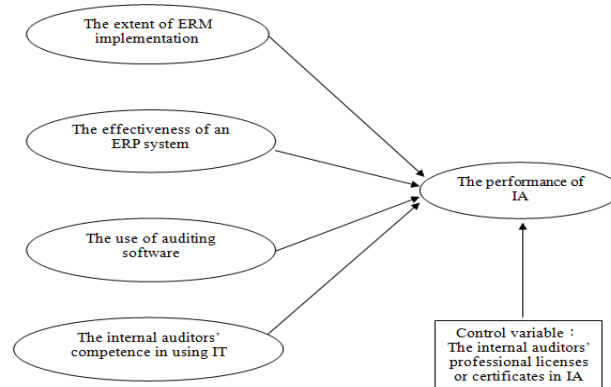 The extent of ERM
implementation
The effectiveness of an
ERP system
The performance of
IA
The use of auditing
software
The internal auditors’
competence in using IT
Control variable：
The internal auditors’
professional licenses
or certificates in IA